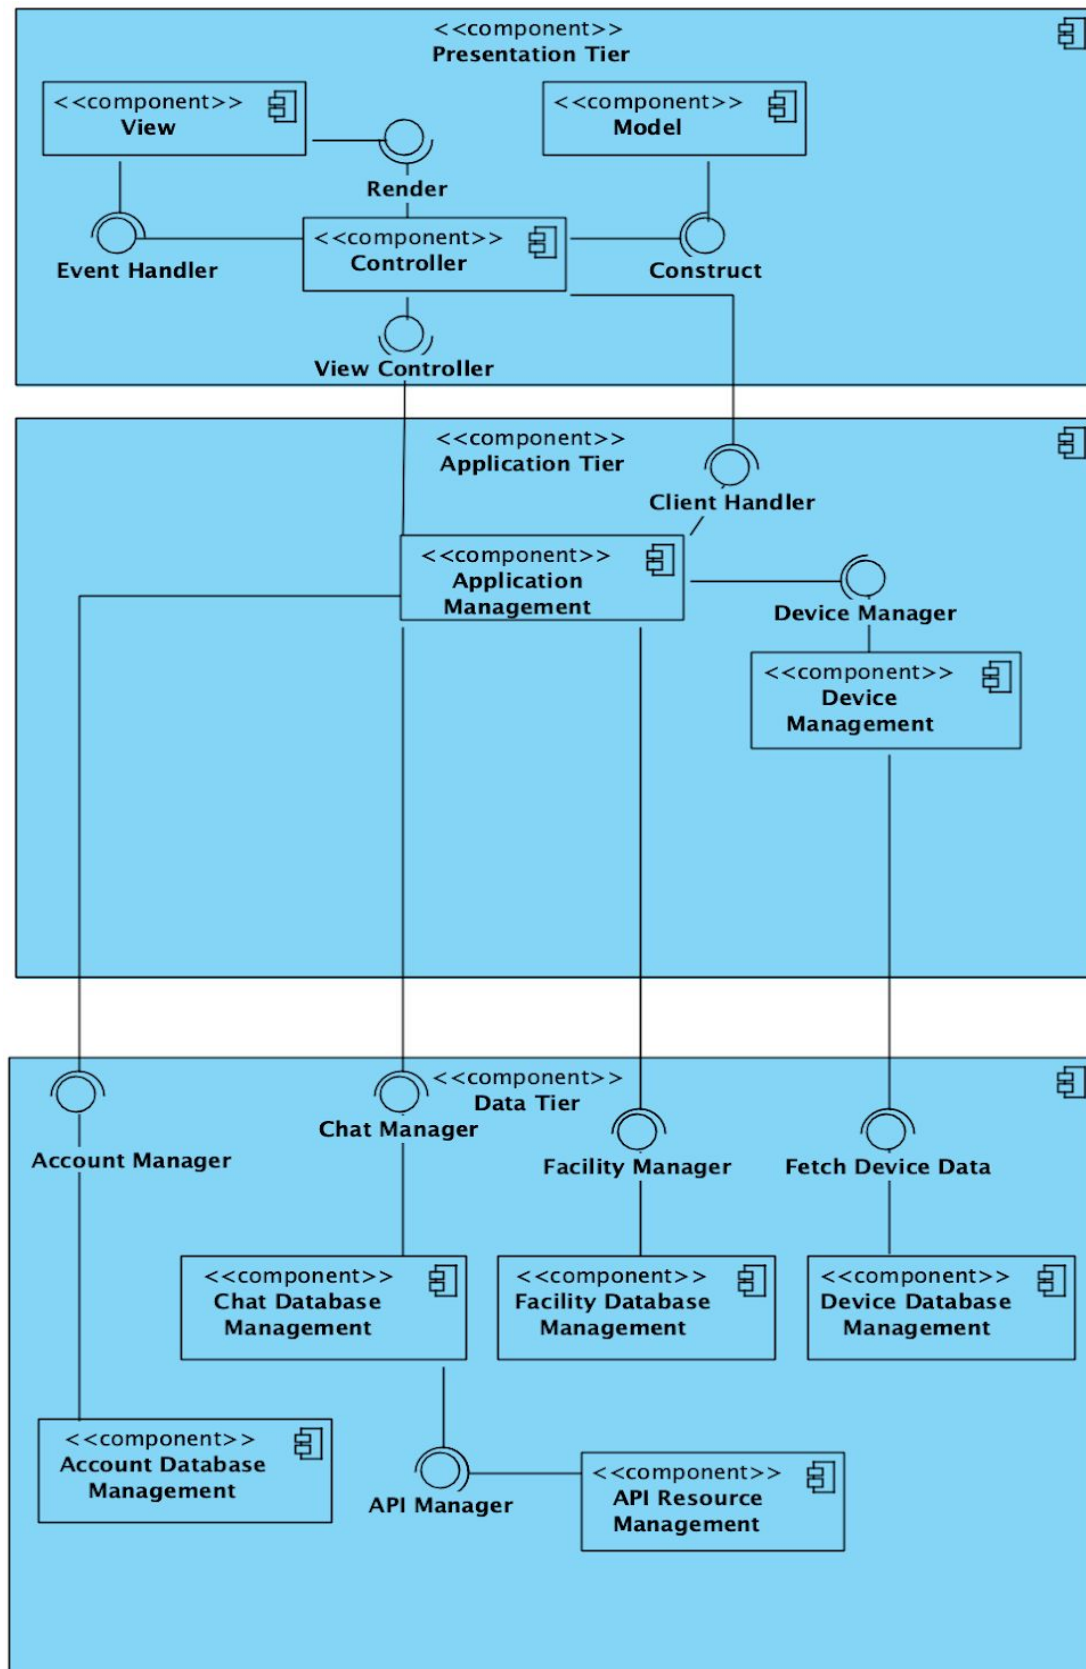 <<component>>
Presentation Tier
<<component>>
View
<<component>>
Model
Render
<<component>>
Controller
Event Handler
Construct
View Controller
<<component>>
Application Tier
Client Handler
<<component>>
Application
Management
Device Manager
<<component>>
Device
Management
<<component>>
Data Tier
Account Manager
Chat Manager
Facility Manager
Fetch Device Data
<<component>>
Chat Database
Management
<<component>>
Facility Database
Management
<<component>>
Device Database
Management
<<component>>
Account Database
Management
API Manager
<<component>>
API Resource
Management